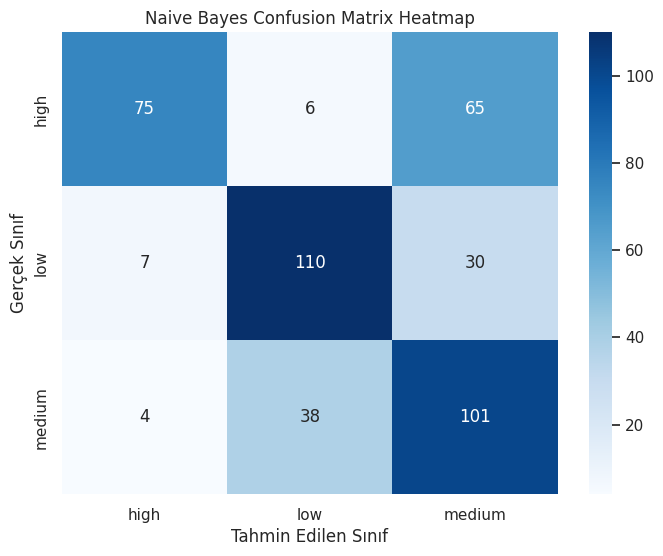 Naive Bayes Confusion Matrix Heatmap
high 75 6 65
low 7 110 30
medium 4 38 101
high low medium
Tahmin Edilen Sınıf
Gerçek Sınıf
100
80
60
40
20